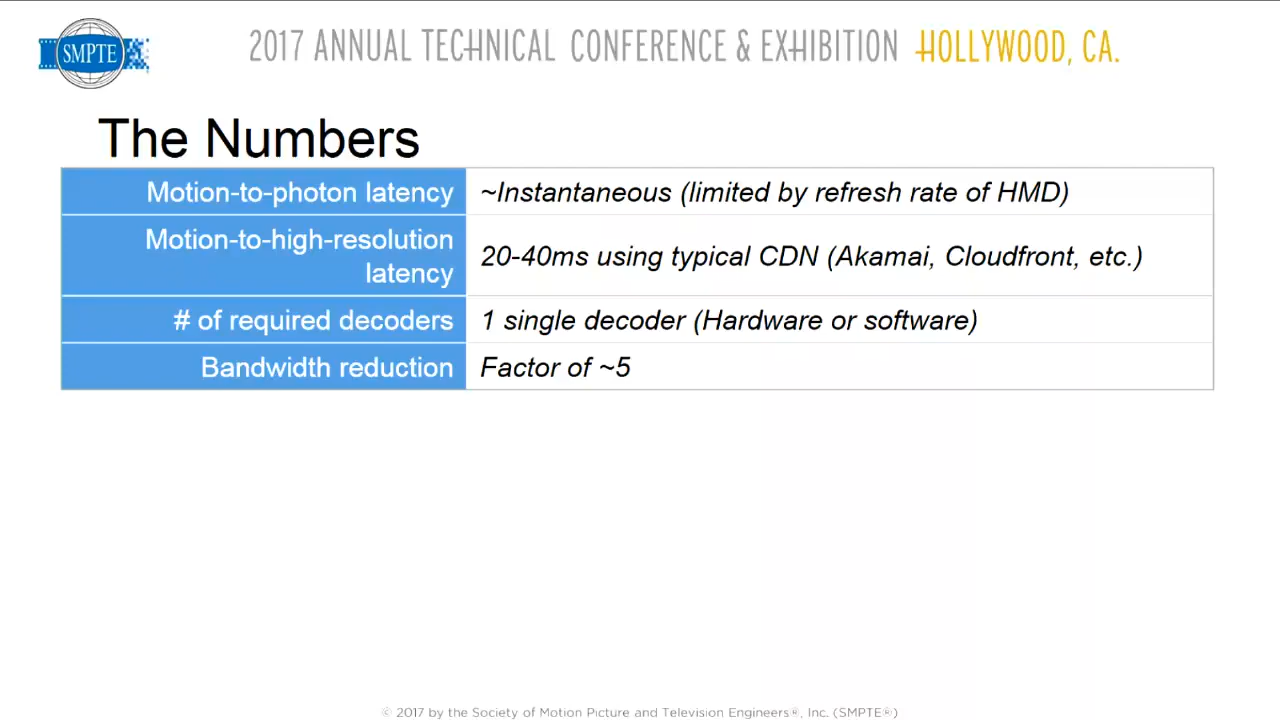 SMPTE
2017 ANNUAL TECHNICAL CONFERENCE & EXHIBITION HOLLYWOOD, CA.
The Numbers
Motion-to-photon latency ~Instantaneous (limited by refresh rate of HMD)
Motion-to-high-resolution
latency
20-40ms using typical CDN (Akamai, Cloudfront, etc.)
# of required decoders 1 single decoder (Hardware or software)
Bandwidth reduction Factor of ~5
© 2017 by the Society of Motion Picture and Television Engineers®, Inc. (SMPTE®)